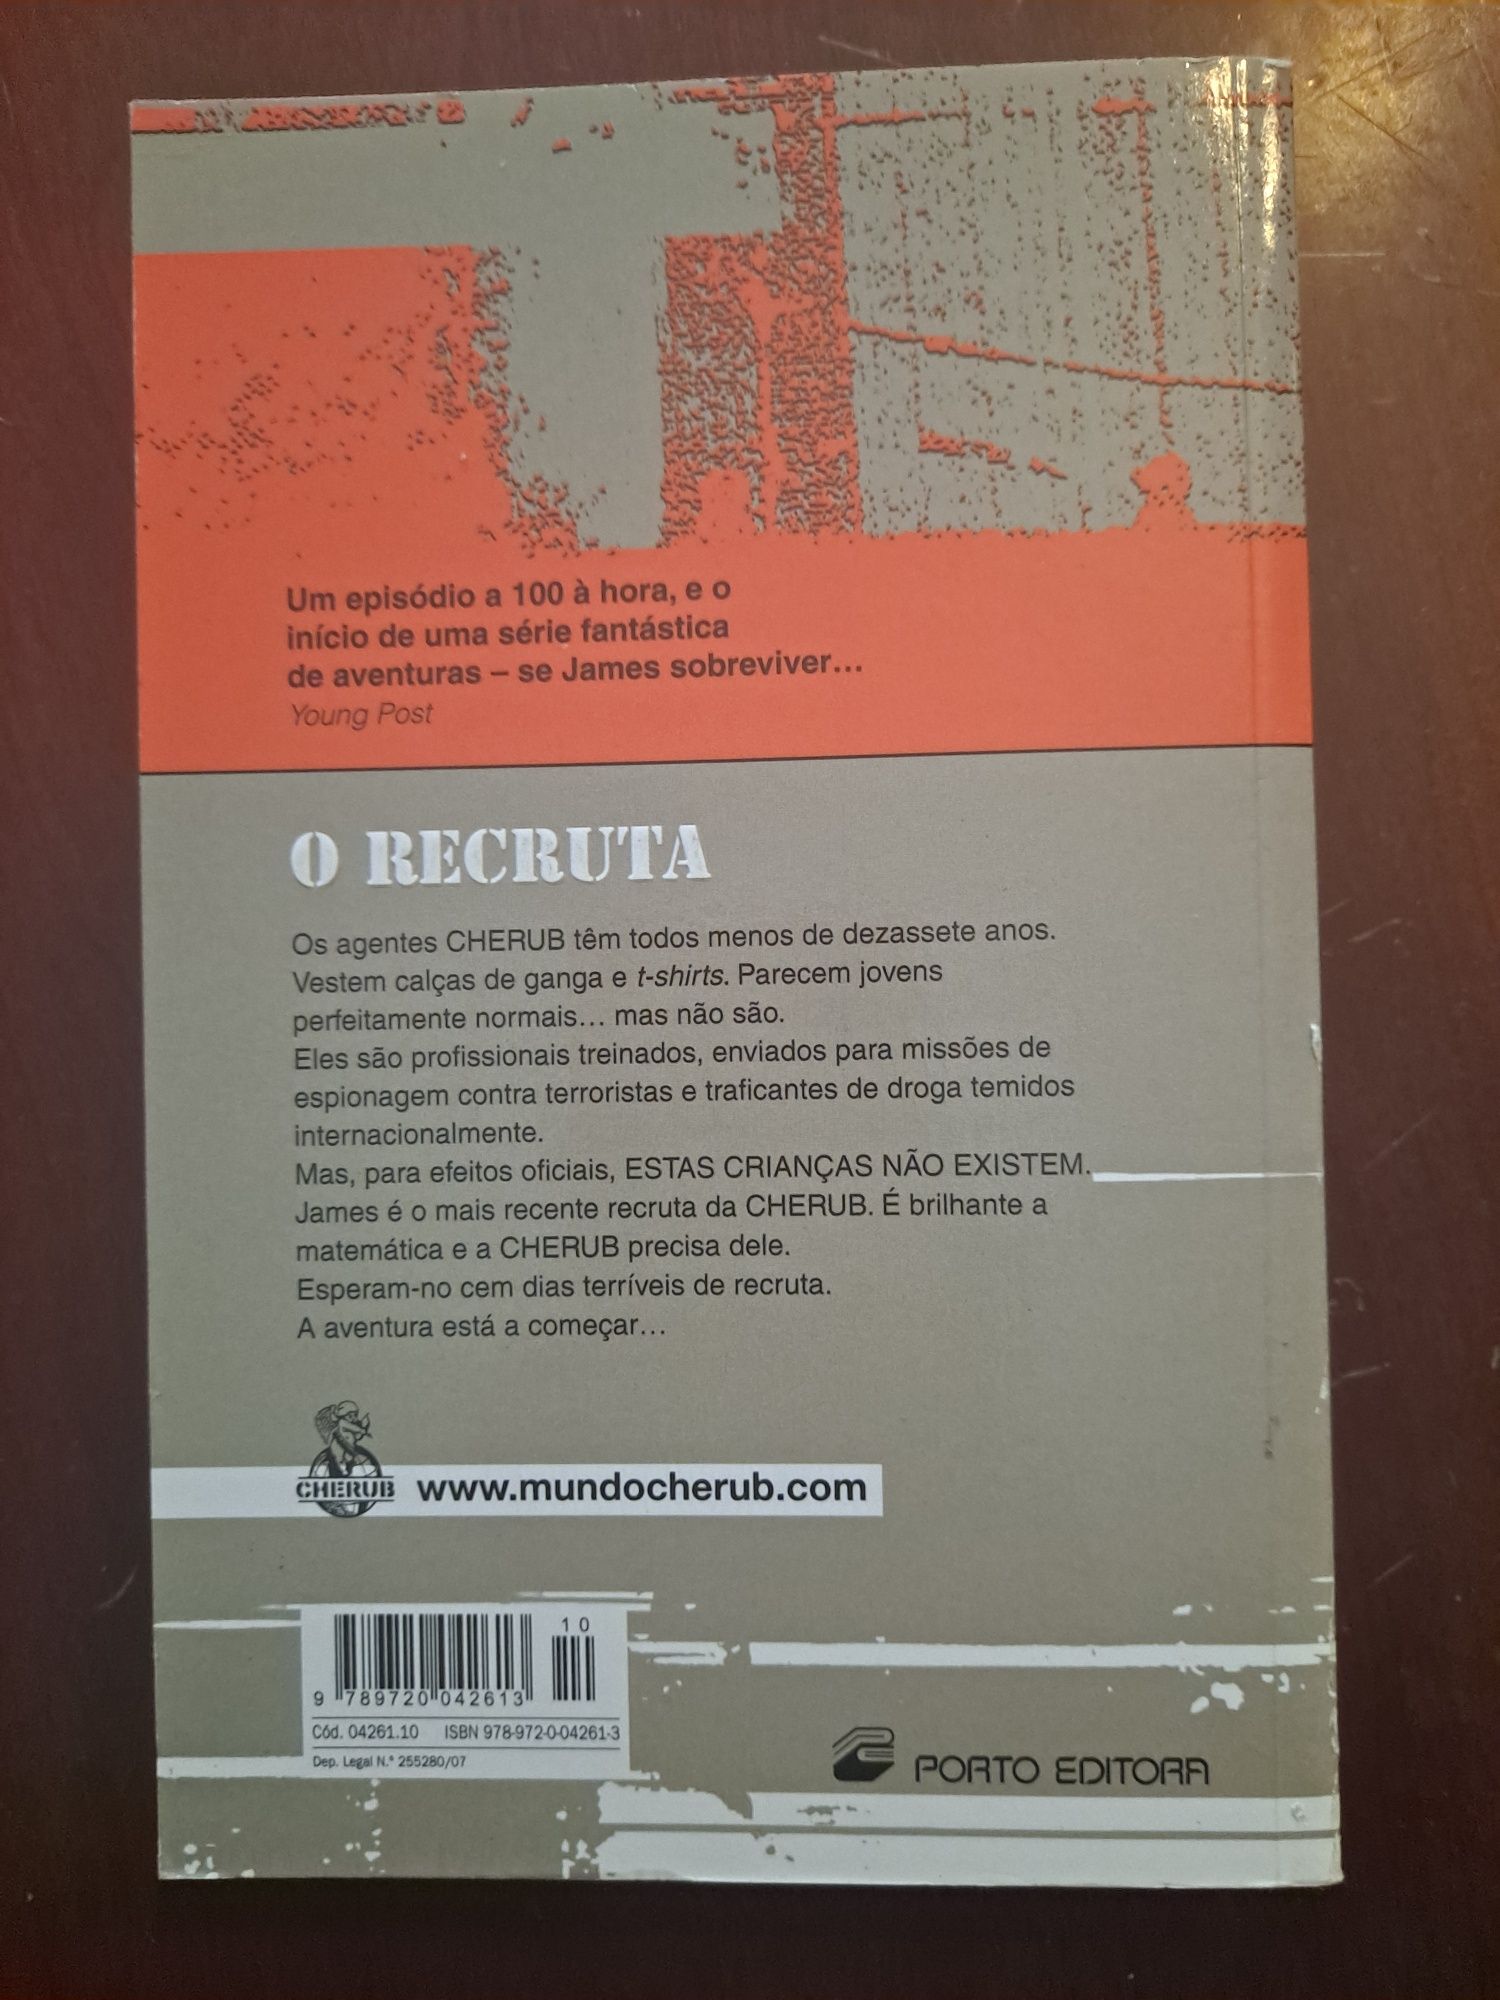 Um episódio a 100 à hora, e o
início de uma série fantástica
de aventuras – se James sobreviver...
Young Post
O RECRUTA
Os agentes CHERUB têm todos menos de dezassete anos.
Vestem calças de ganga e t-shirts. Parecem jovens
perfeitamente normais... mas não são.
Eles são profissionais treinados, enviados para missões de
espionagem contra terroristas e traficantes de droga temidos
internacionalmente.
Mas, para efeitos oficiais, ESTAS CRIANÇAS NÃO EXISTEM.
James é o mais recente recruta da CHERUB. É brilhante a
matemática e a CHERUB precisa dele.
Esperam-no cem dias terríveis de recruta.
A aventura está a começar...
CHERUB www.mundocherub.com
10
9 789720 042613
Cód. 04261.10 ISBN 978-972-0-04261-3
Dep. Legal N.° 255280/07
PORTO EDITORA